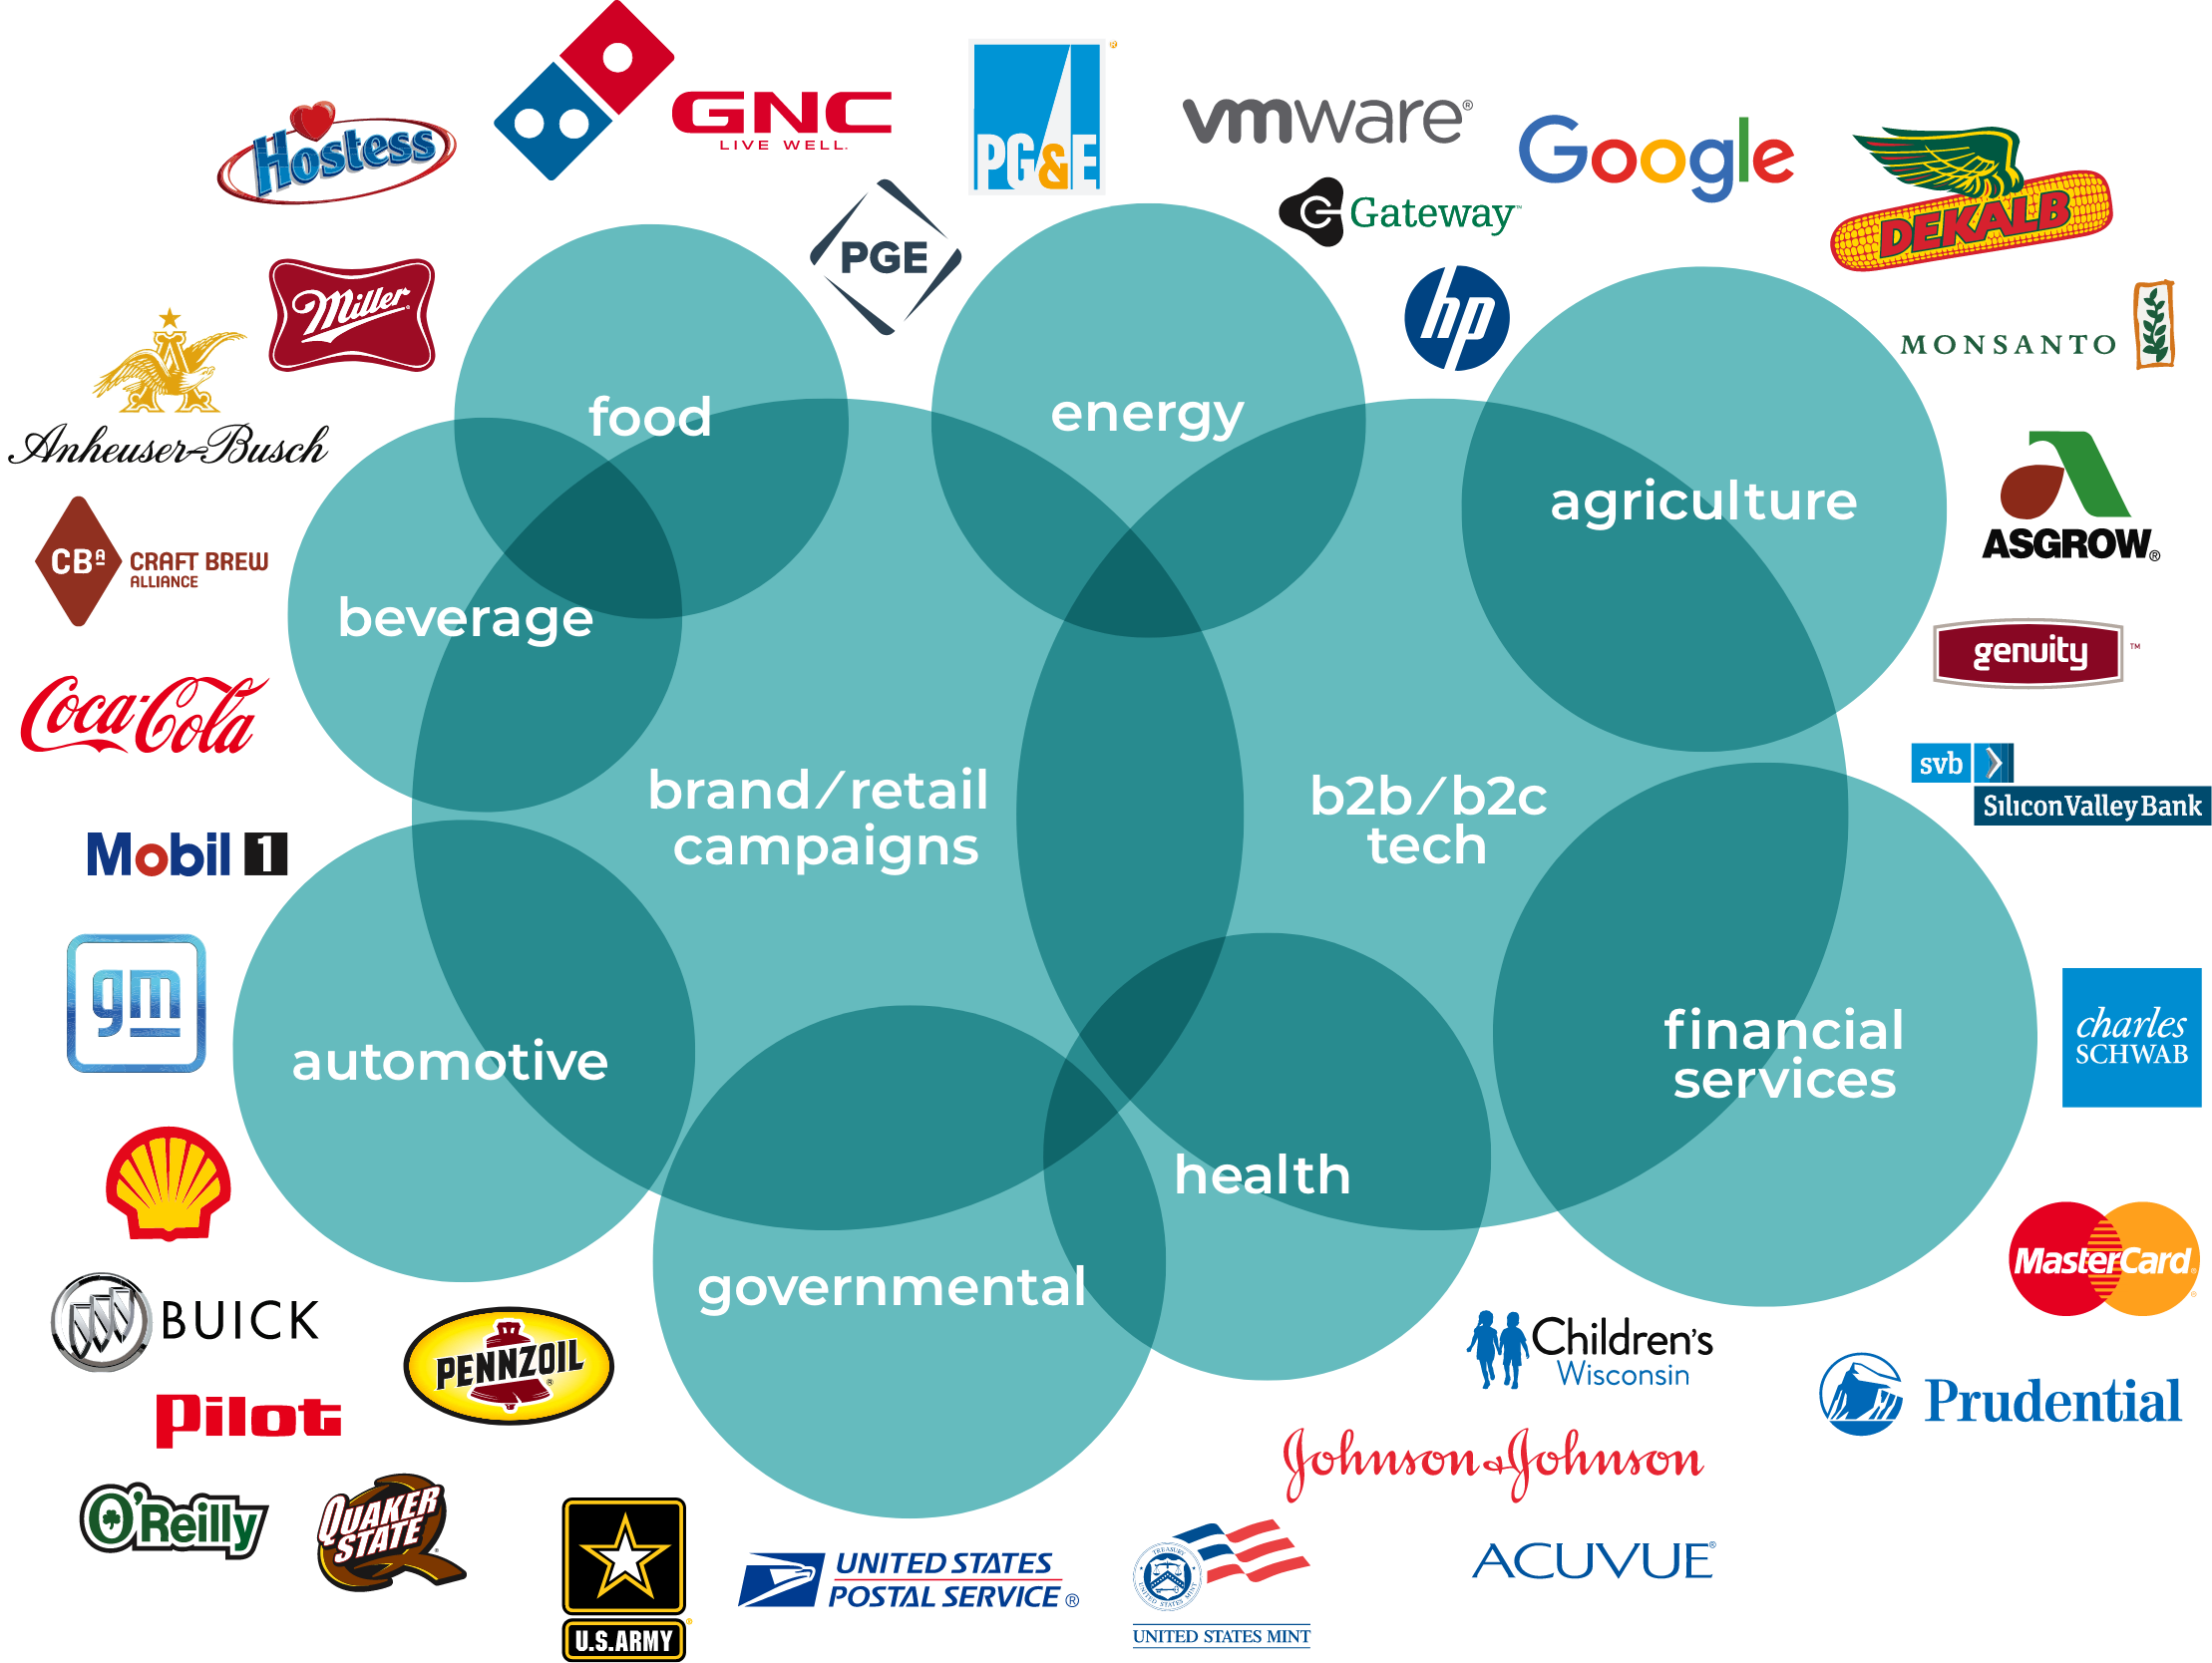 Hostess
GNC
LIVE WELL.
PG&E
®
vmware®
Google
Gateway™
DEKALB
PGE
hp
Miller
MONSANTO
Anheuser-Busch
food
energy
agriculture
ASGROW®
CBA
CRAFT BREW
ALLIANCE
beverage
genuity™
Coca-Cola
svb
Silicon Valley Bank
brand/retail
campaigns
b2b/b2c
tech
Mobil 1
gm
automotive
financial
services
charles
SCHWAB
health
governmental
MasterCard
BUICK
PENNZOIL®
Children's
Wisconsin
Prudential
Pilot
Johnson & Johnson
O'Reilly
QUAKER
STATE
ACUVUE®
UNITED STATES
POSTAL SERVICE®
U.S.ARMY
UNITED STATES MINT